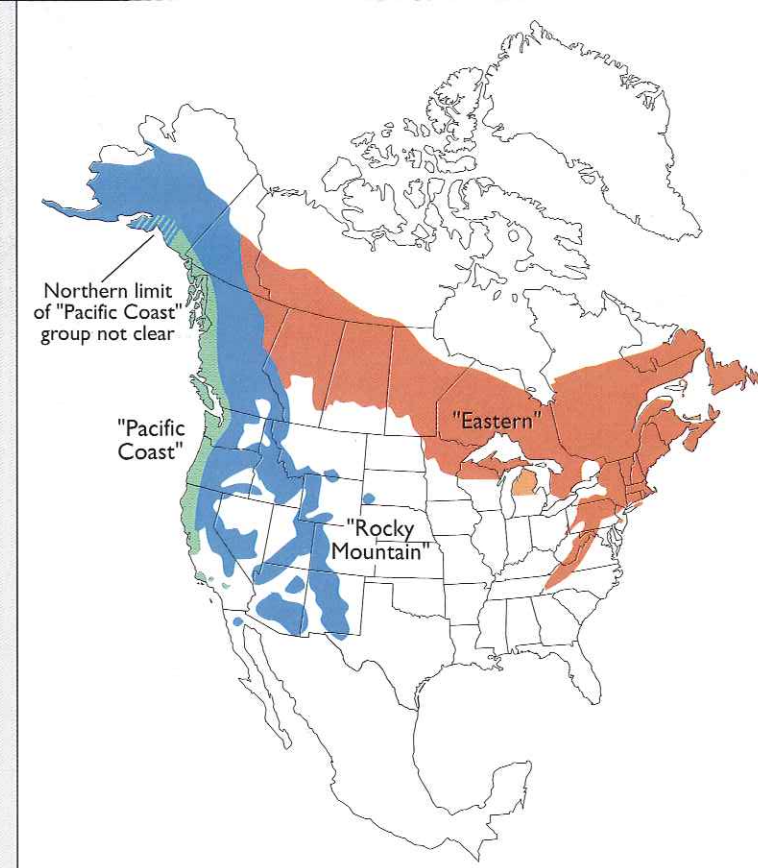 Northern limit
of "Pacific Coast"
group not clear
"Pacific
Coast"
"Eastern"
"Rocky
Mountain"